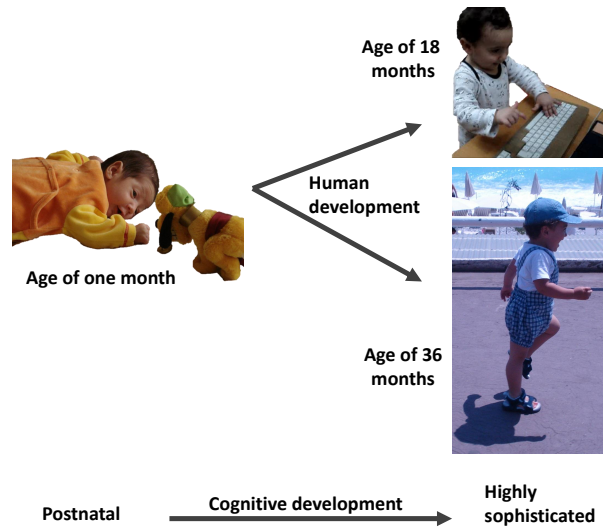 Age of 18
months
Human
development
Age of one month
Age of 36
months
Postnatal
Cognitive development
Highly
sophisticated